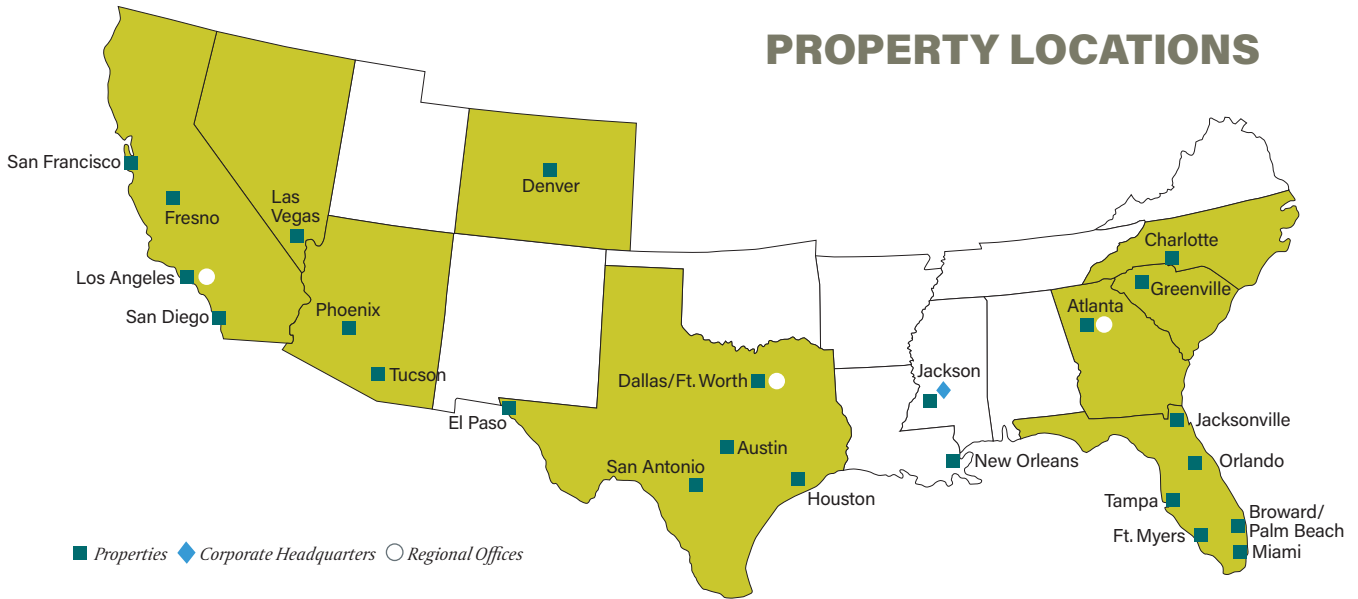 PROPERTY LOCATIONS
San Francisco
Fresno
Las
Vegas
Denver
Los Angeles
San Diego
Phoenix
Tucson
El Paso
Dallas/Ft. Worth
Austin
San Antonio
Houston
Jackson
New Orleans
Charlotte
Greenville
Atlanta
Jacksonville
Orlando
Tampa
Ft. Myers
Broward/
Palm Beach
Miami
Properties Corporate Headquarters Regional Offices